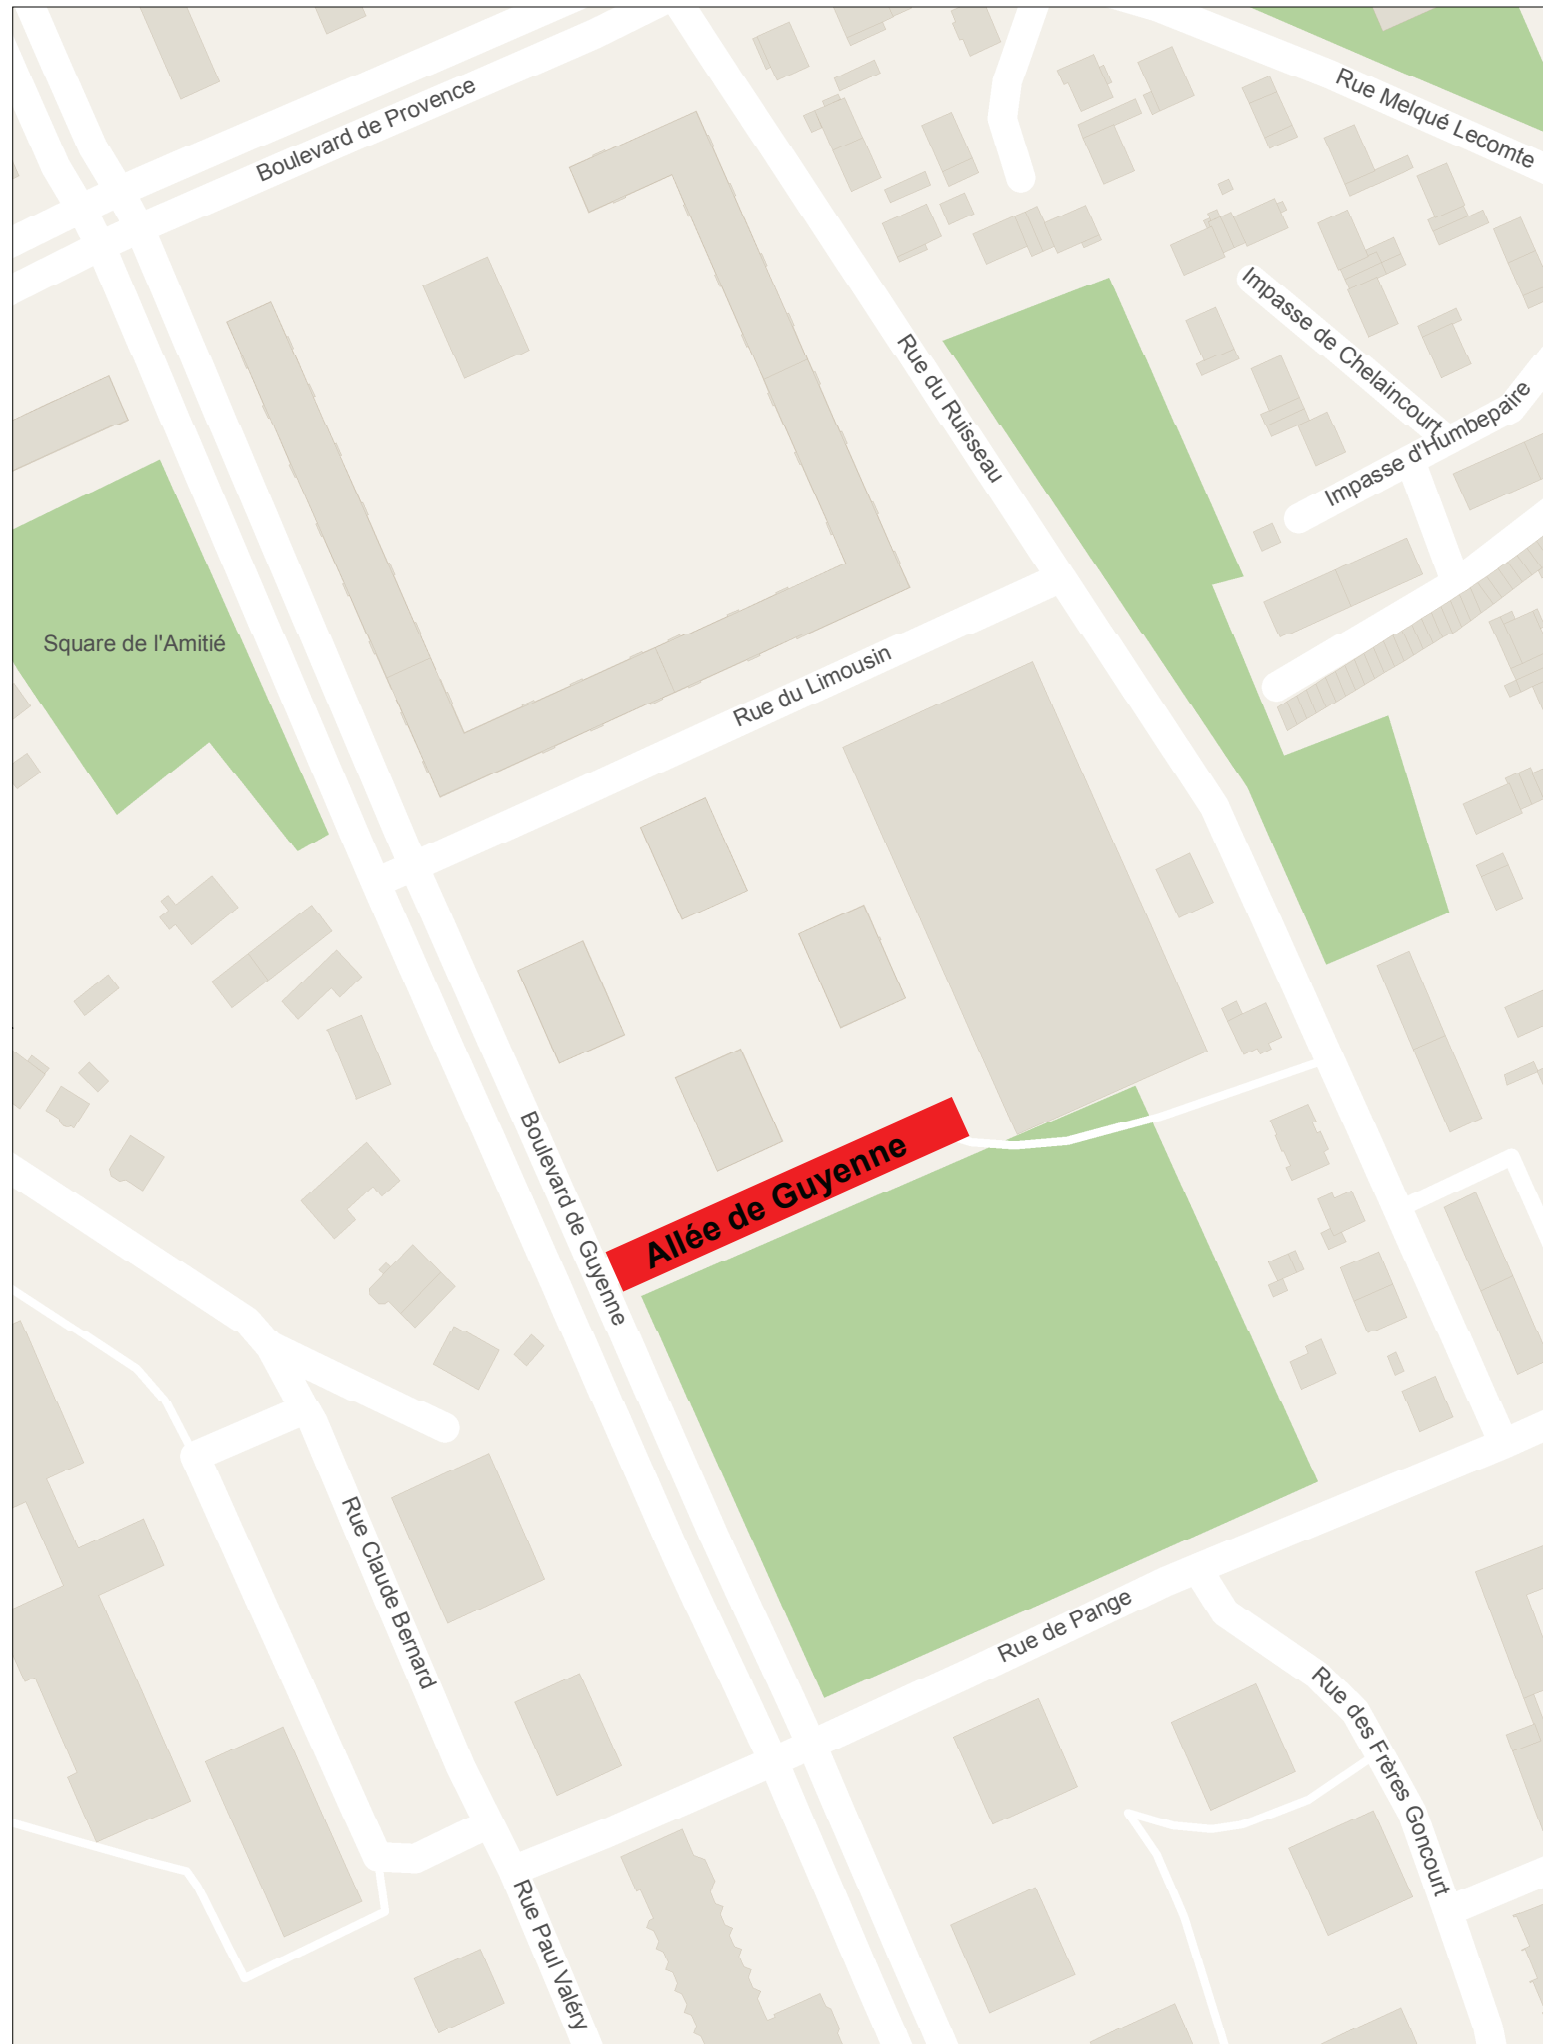 Rue Melqué Lecomte
Boulevard de Provence
Impasse de Chelaincourt
Rue du Ruisseau
Impasse d'Humbepaire
Square de l'Amitié
Rue du Limousin
Boulevard de Guyenne
Allée de Guyenne
Rue Claude Bernard
Rue de Pange
Rue des Frères Goncourt
Rue Paul Valéry